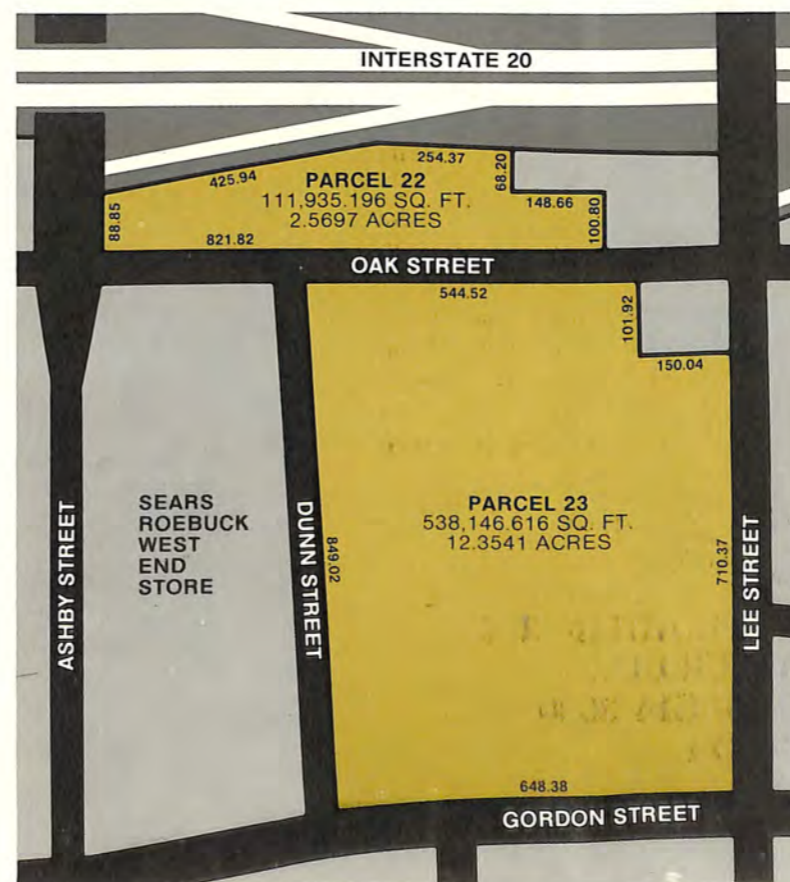 INTERSTATE 20
254.37
425.94
68.20
PARCEL 22
111,935.196 SQ. FT.
2.5697 ACRES
148.66
88.85
100.80
821.82
OAK STREET
544.52
101.92
150.04
SEARS
ROEBUCK
WEST
END
STORE
PARCEL 23
538,146.616 SQ. FT.
12.3541 ACRES
ASHBY STREET
DUNN STREET
849.02
710.37
LEE STREET
648.38
GORDON STREET